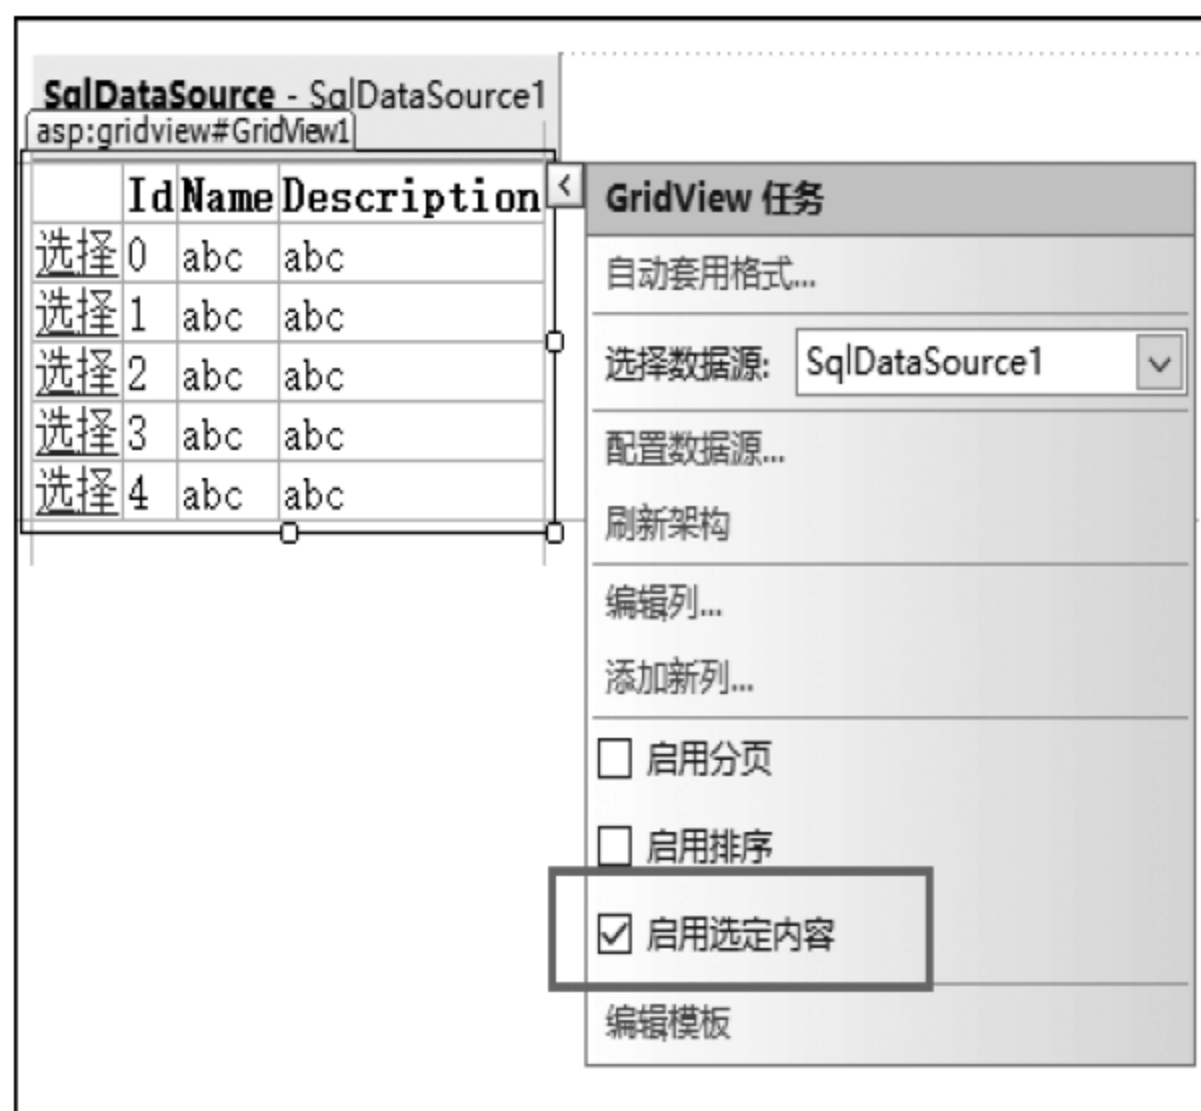 SqlDataSource - SqlDataSource1
asp:gridview#GridView1
Id Name Description
选择 0 abc abc
选择 1 abc abc
选择 2 abc abc
选择 3 abc abc
选择 4 abc abc
GridView 任务
自动套用格式...
选择数据源: SqlDataSource1
配置数据源...
刷新架构
编辑列...
添加新列...
启用分页
启用排序
启用选定内容
编辑模板